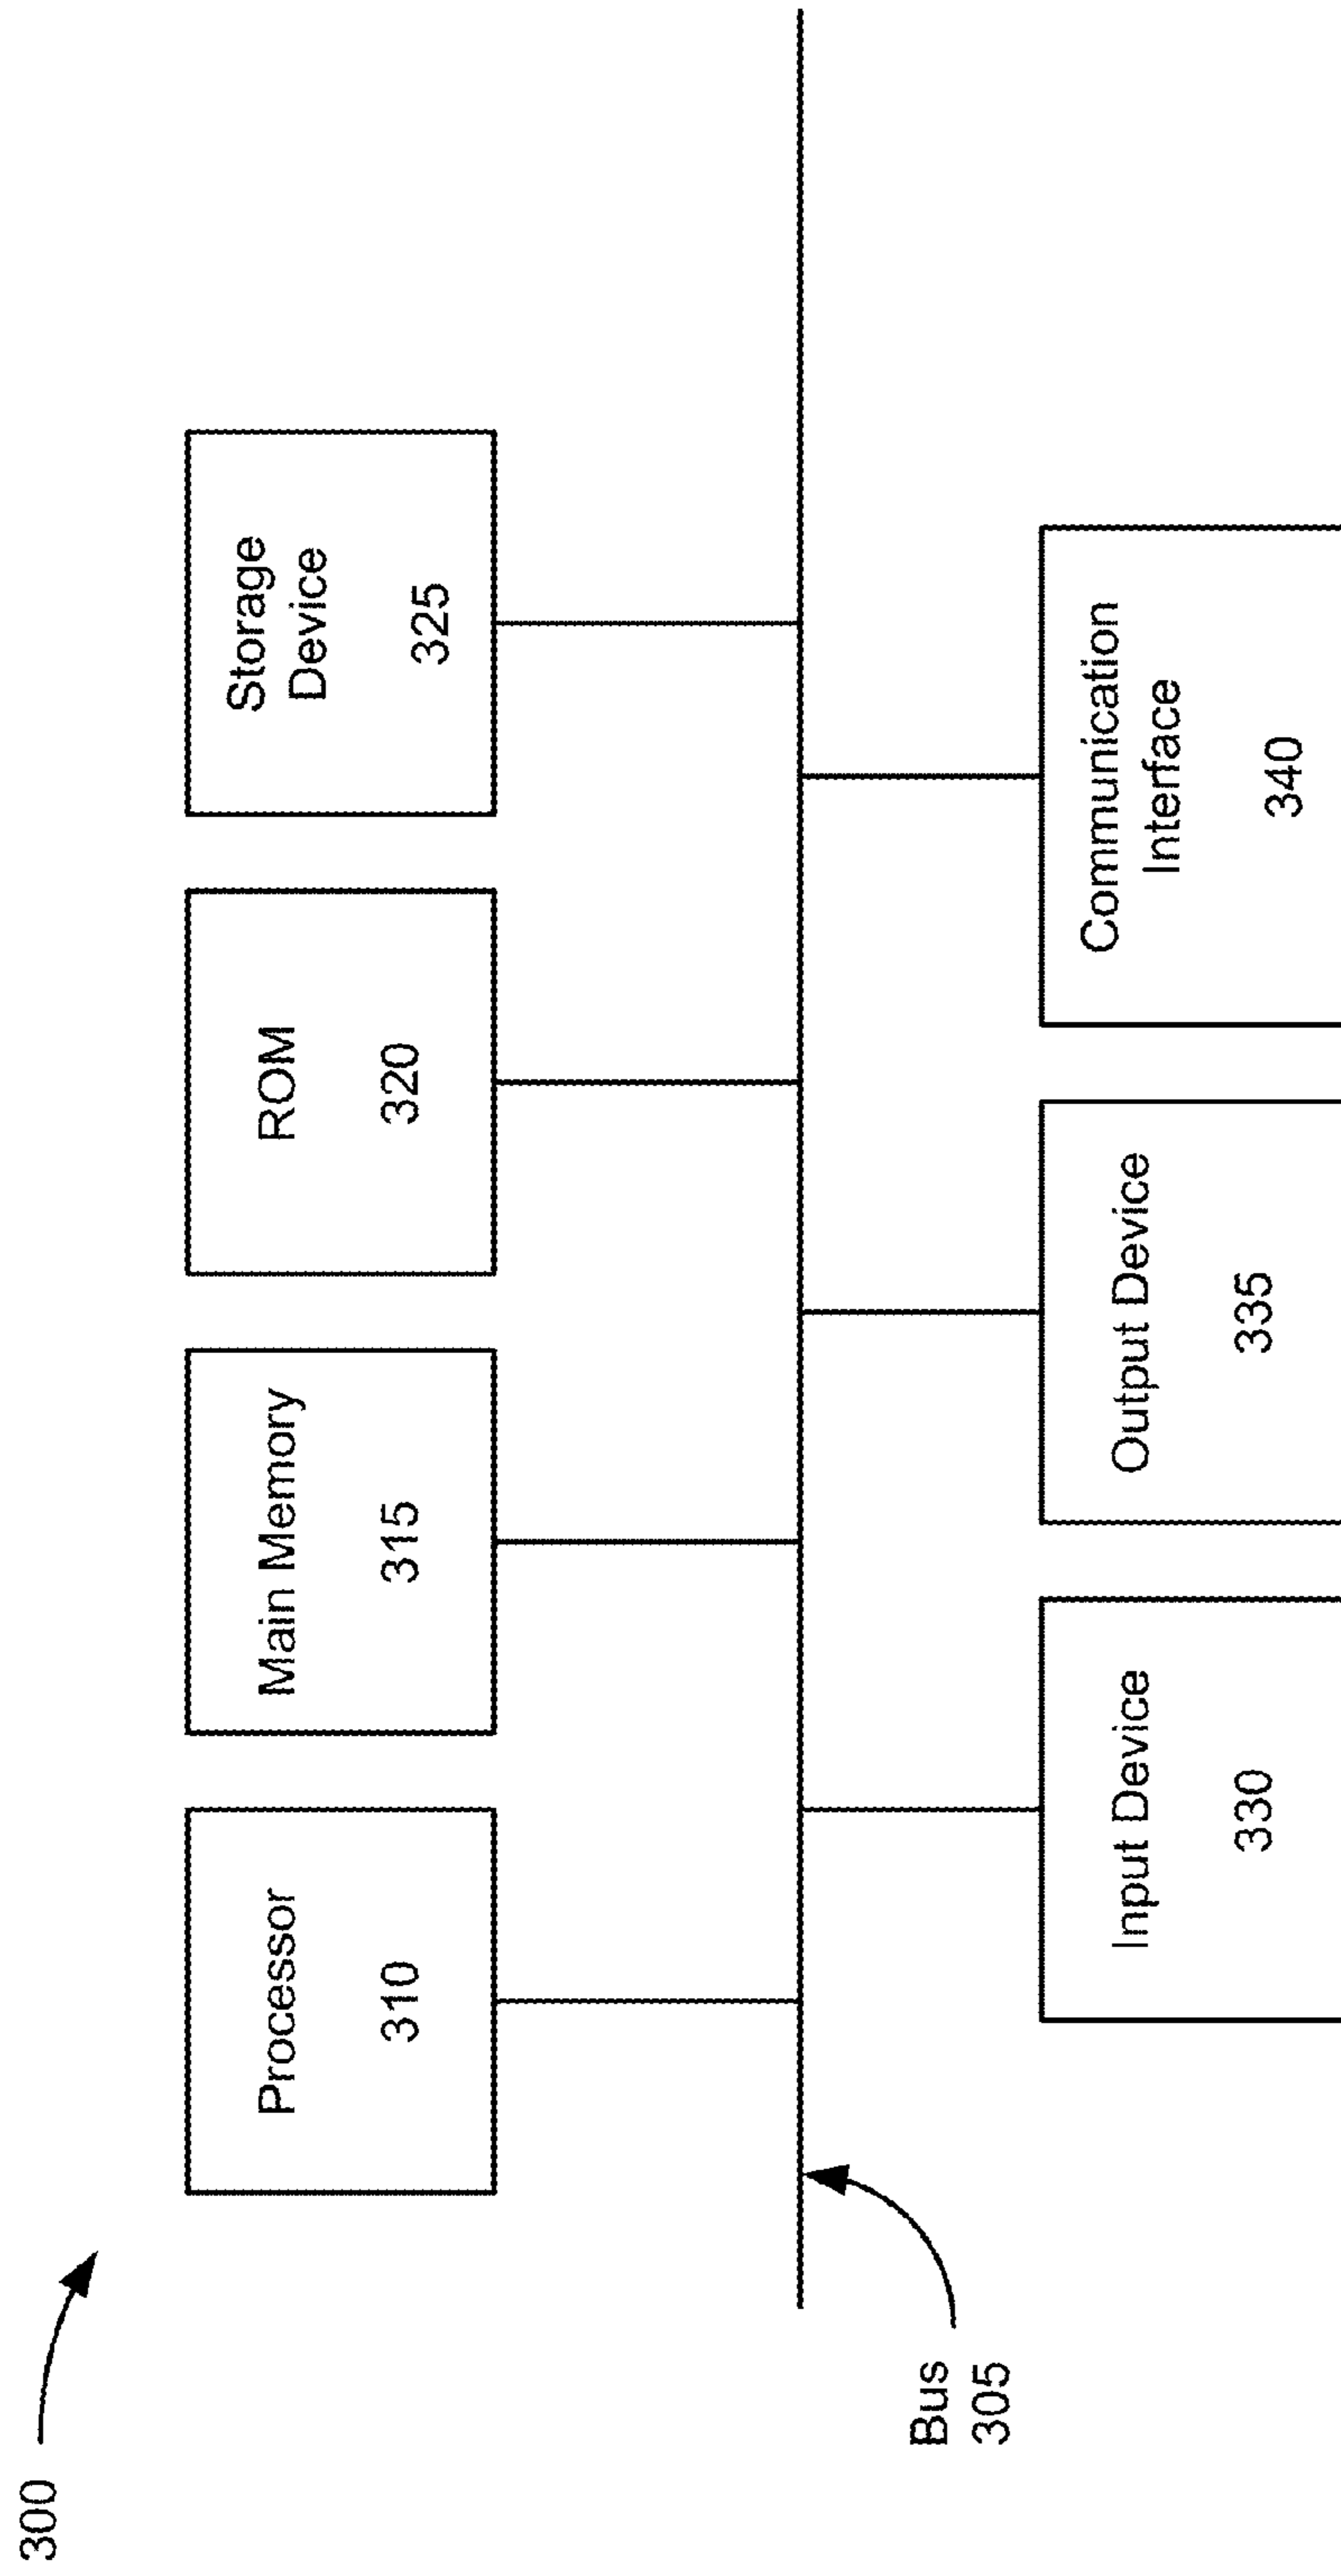 300
Processor
310
Main Memory
315
ROM
320
Storage
Device
325
Bus
305
Input Device
330
Output Device
335
Communication
Interface
340